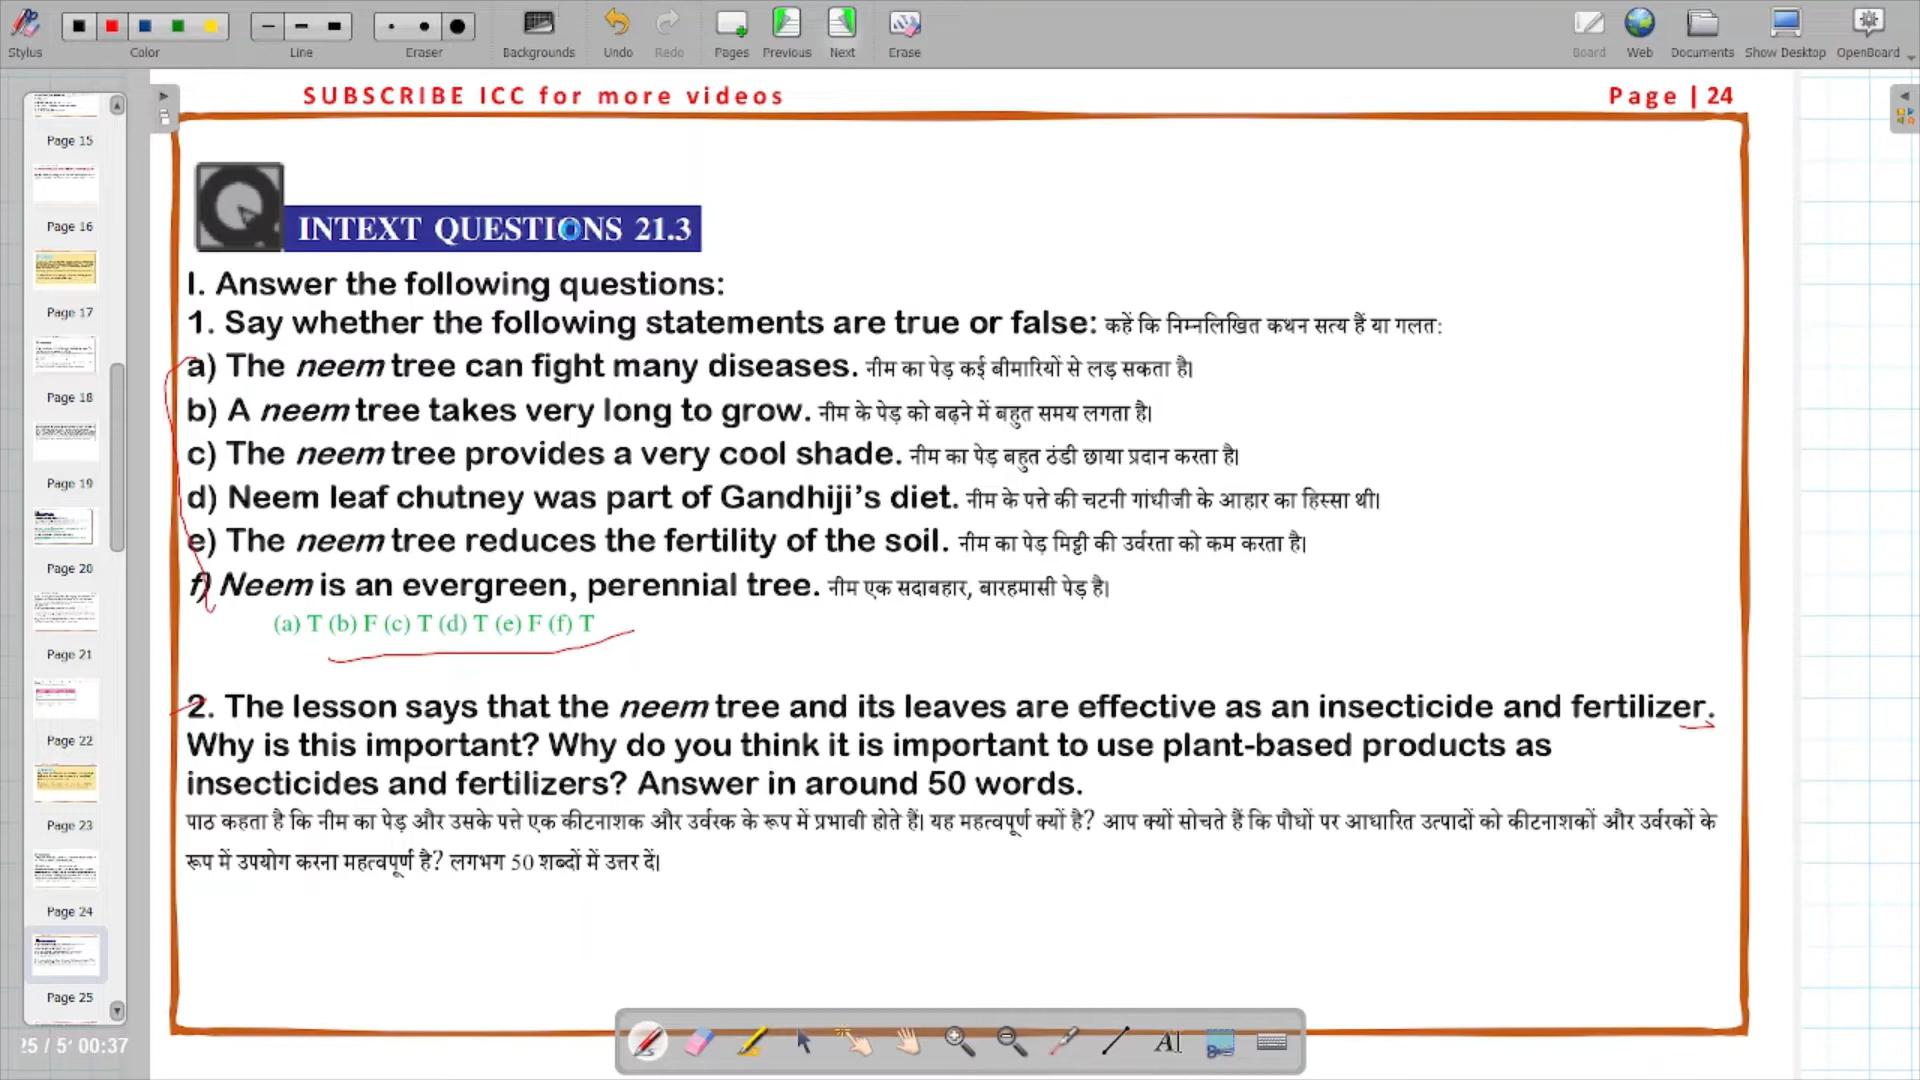 Stylus Color Line Eraser Backgrounds Undo Redo Pages Previous Next Erase Board Web Documents Show Desktop OpenBoard
SUBSCRIBE ICC for more videos Page | 24
Page 15
Page 16
Page 17
Page 18
Page 19
Page 20
Page 21
Page 22
Page 23
Page 24
Page 25
INTEXT QUESTIONS 21.3
I. Answer the following questions:
1. Say whether the following statements are true or false: कहें कि निम्नलिखित कथन सत्य हैं या गलत:
a) The neem tree can fight many diseases. नीम का पेड़ कई बीमारियों से लड़ सकता है।
b) A neem tree takes very long to grow. नीम के पेड़ को बढ़ने में बहुत समय लगता है।
c) The neem tree provides a very cool shade. नीम का पेड़ बहुत ठंडी छाया प्रदान करता है।
d) Neem leaf chutney was part of Gandhiji's diet. नीम के पत्ते की चटनी गांधीजी के आहार का हिस्सा थी।
e) The neem tree reduces the fertility of the soil. नीम का पेड़ मिट्टी की उर्वरता को कम करता है।
f) Neem is an evergreen, perennial tree. नीम एक सदाबहार, बारहमासी पेड़ है।
(a) T (b) F (c) T (d) T (e) F (f) T
2. The lesson says that the neem tree and its leaves are effective as an insecticide and fertilizer.
Why is this important? Why do you think it is important to use plant-based products as
insecticides and fertilizers? Answer in around 50 words.
पाठ कहता है कि नीम का पेड़ और उसके पत्ते एक कीटनाशक और उर्वरक के रूप में प्रभावी होते हैं। यह महत्वपूर्ण क्यों है? आप क्यों सोचते हैं कि पौधों पर आधारित उत्पादों को कीटनाशकों और उर्वरकों के
रूप में उपयोग करना महत्वपूर्ण है? लगभग 50 शब्दों में उत्तर दें।
00:37